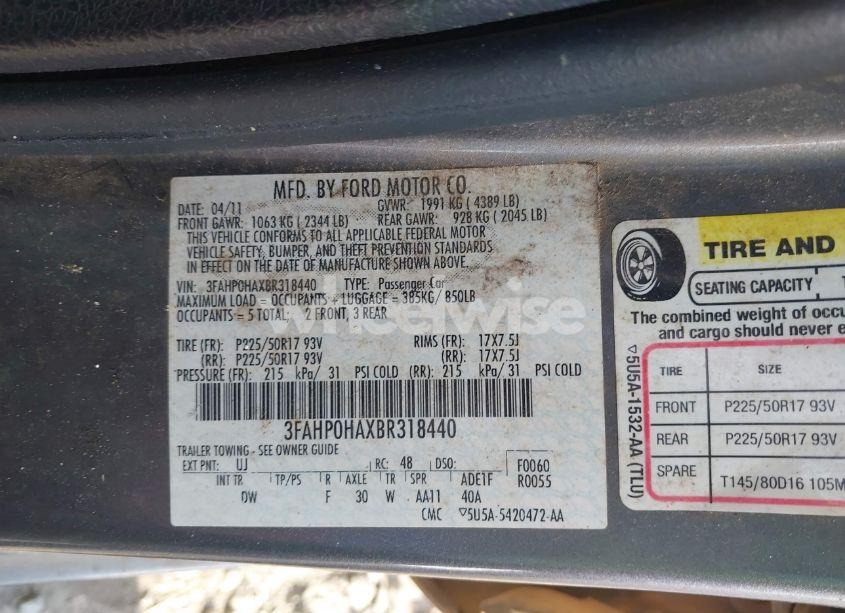 MFD. BY FORD MOTOR CO.
DATE: 04/11 GVWR: 1991 KG ( 4389 LB)
FRONT GAWR: 1063 KG ( 2344 LB) REAR GAWR: 928 KG ( 2045 LB)
THIS VEHICLE CONFORMS TO ALL APPLICABLE FEDERAL MOTOR
VEHICLE SAFETY, BUMPER, AND THEFT PREVENTION STANDARDS
IN EFFECT ON THE DATE OF MANUFACTURE SHOWN ABOVE.
VIN: 3FAHP0HAXBR318440 TYPE: Passenger Car
MAXIMUM LOAD = OCCUPANTS + LUGGAGE = 385KG/ 850LB
OCCUPANTS = 5 TOTAL: 2 FRONT, 3 REAR
wheelwise
TIRE (FR): P225/50R17 93V RIMS (FR): 17X7.5J
(RR): P225/50R17 93V (RR): 17X7.5J
PRESSURE (FR): 215 kPa/ 31 PSI COLD (RR): 215 kPa/ 31 PSI COLD
3FAHP0HAXBR318440
TRAILER TOWING - SEE OWNER GUIDE
EXT PNT: UJ RC: 48 DSO: F0060
R0055
INT TR TP/PS R AXLE TR SPR ADE1F
DW F 30 W AA11 40A
CMC ▽5U5A-5420472-AA
TIRE AND
SEATING CAPACITY
The combined weight of
and cargo should never
▽5U5A-1532-AA (TLU)
TIRE SIZE
FRONT P225/50R17 93V
REAR P225/50R17 93V
SPARE T145/80D16 105M